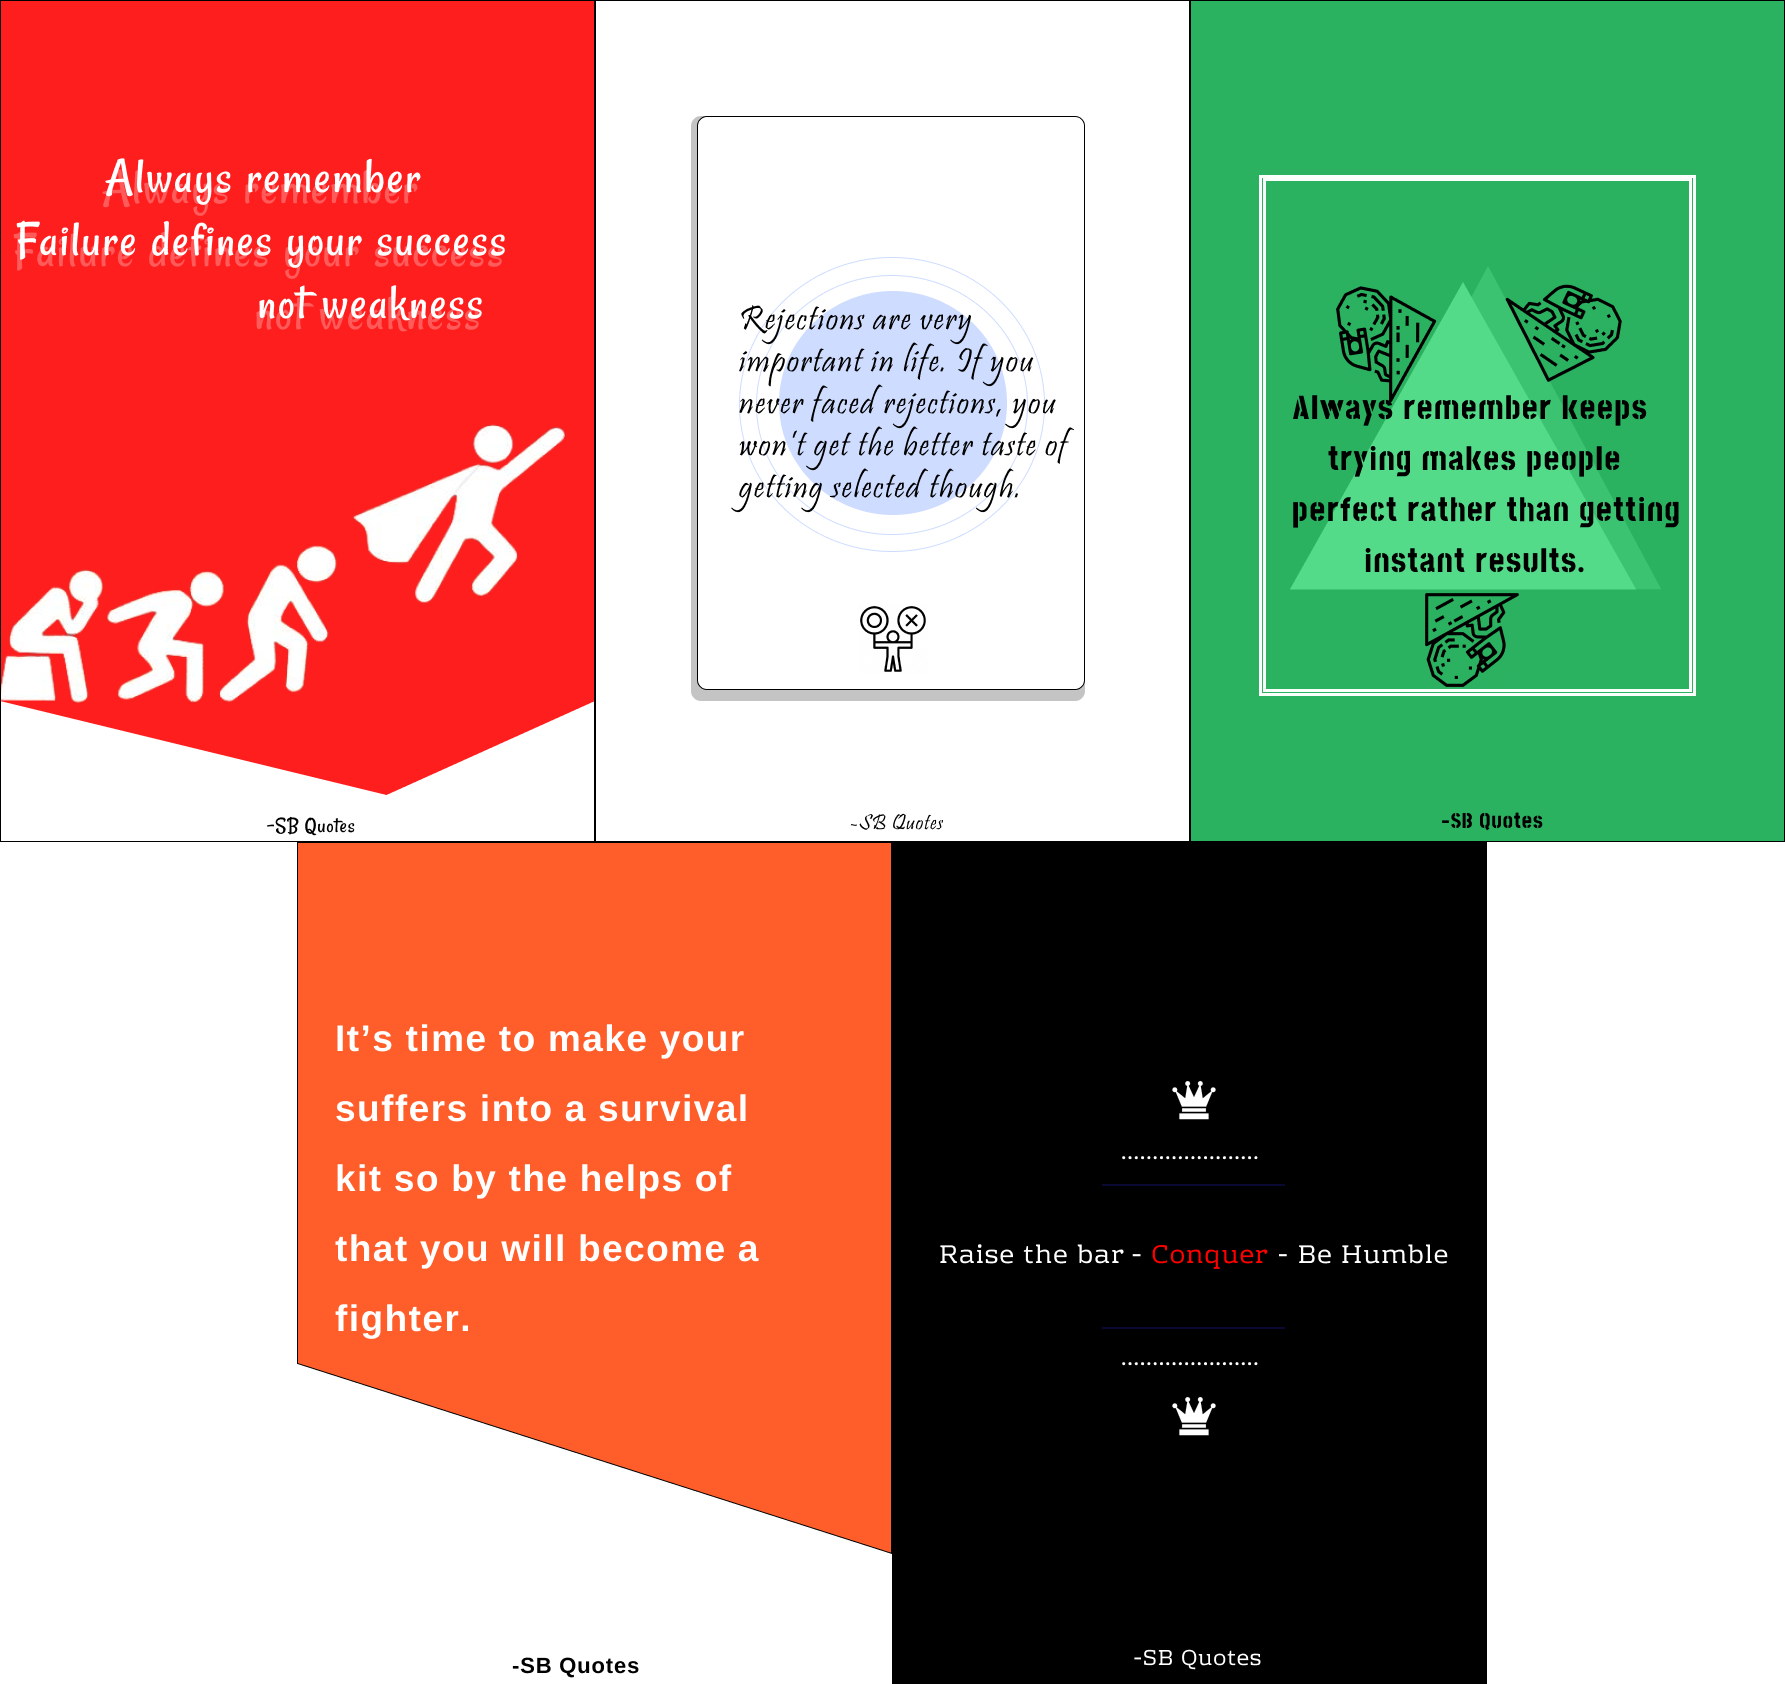 Always remember
Failure defines your success
not weakness
-SB Quotes
Rejections are very
important in life. If you
never faced rejections, you
won't get the better taste of
getting selected though.
-SB Quotes
Always remember keeps
trying makes people
perfect rather than getting
instant results.
-SB Quotes
It’s time to make your
suffers into a survival
kit so by the helps of
that you will become a
fighter.
-SB Quotes
Raise the bar - Conquer - Be Humble
-SB Quotes